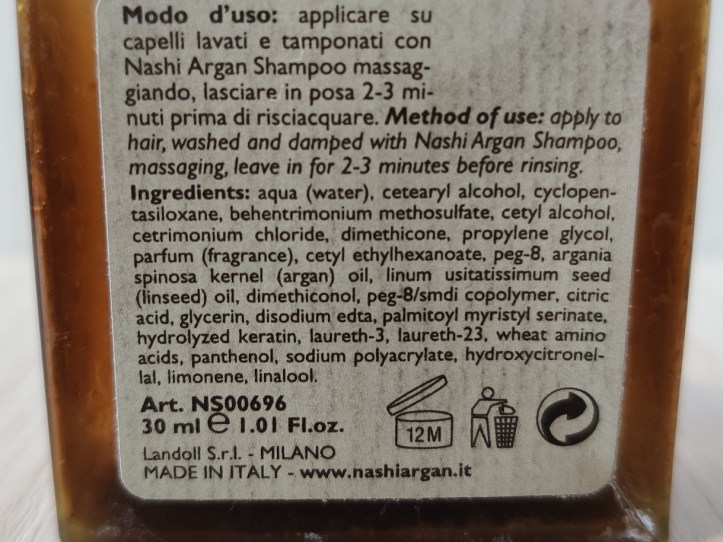 Modo d'uso: applicare su
capelli lavati e tamponati con
Nashi Argan Shampoo massag-
giando, lasciare in posa 2-3 mi-
nuti prima di risciacquare. Method of use: apply to
hair, washed and damped with Nashi Argan Shampoo,
massaging, leave in for 2-3 minutes before rinsing.
Ingredients: aqua (water), cetearyl alcohol, cyclopen-
tasiloxane, behentrimonium methosulfate, cetyl alcohol,
cetrimonium chloride, dimethicone, propylene glycol,
parfum (fragrance), cetyl ethylhexanoate, peg-8, argania
spinosa kernel (argan) oil, linum usitatissimum seed
(linseed) oil, dimethiconol, peg-8/smdi copolymer, citric
acid, glycerin, disodium edta, palmitoyl myristyl serinate,
hydrolyzed keratin, laureth-3, laureth-23, wheat amino
acids, panthenol, sodium polyacrylate, hydroxycitronel-
lal, limonene, linalool.
Art. NS00696
30 ml ℮ 1.01 Fl.oz.
12M
Landoll S.r.l. - MILANO
MADE IN ITALY - www.nashiargan.it